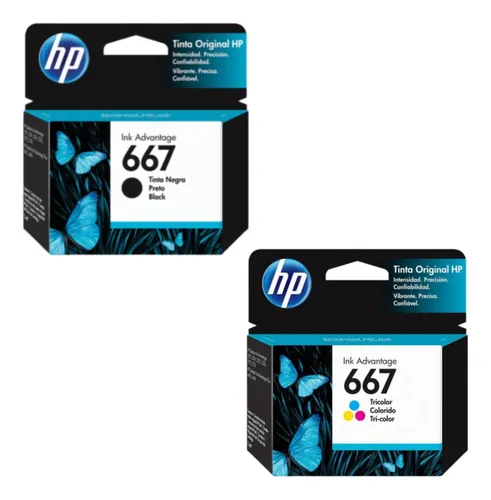 hp
Tinta Original HP
Intensidad. Precisión.
Confiabilidad.
Vibrante. Precisa.
Confiável.
Ink Advantage
667
Tinta Negra
Preto
Black
hp
Tinta Original HP
Intensidad. Precisión.
Confiabilidad.
Vibrante. Precisa.
Confiável.
Ink Advantage
667
Tricolor
Colorido
Tri-color